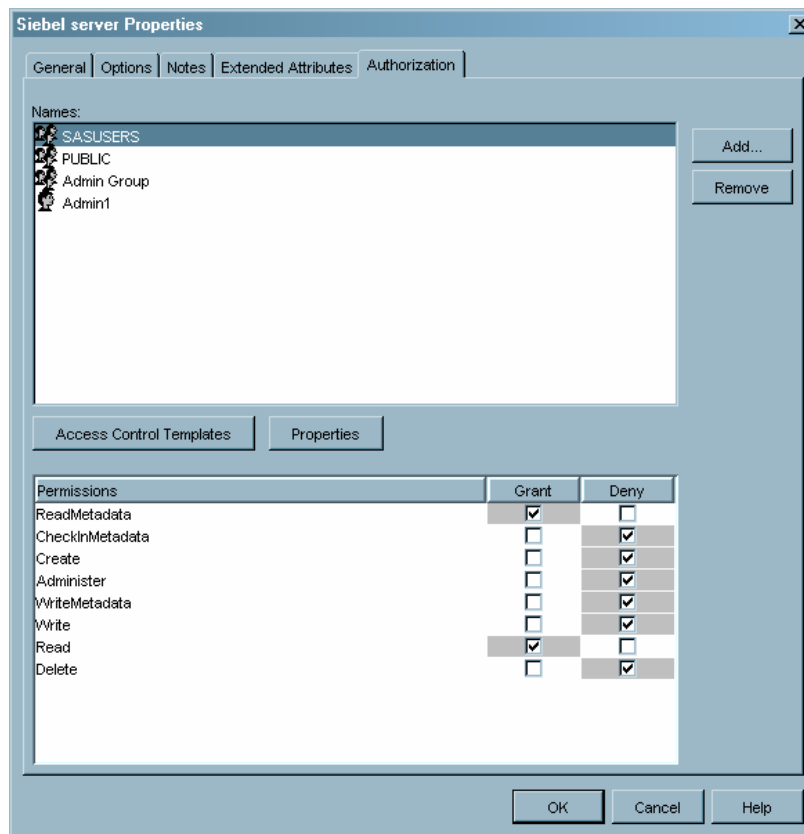 Siebel server Properties
General Options Notes Extended Attributes Authorization
Names:
SASUSERS
PUBLIC
Admin Group
Admin1
Add...
Remove
Access Control Templates Properties
Permissions Grant Deny
ReadMetadata
CheckInMetadata
Create
Administer
WriteMetadata
Write
Read
Delete
OK Cancel Help